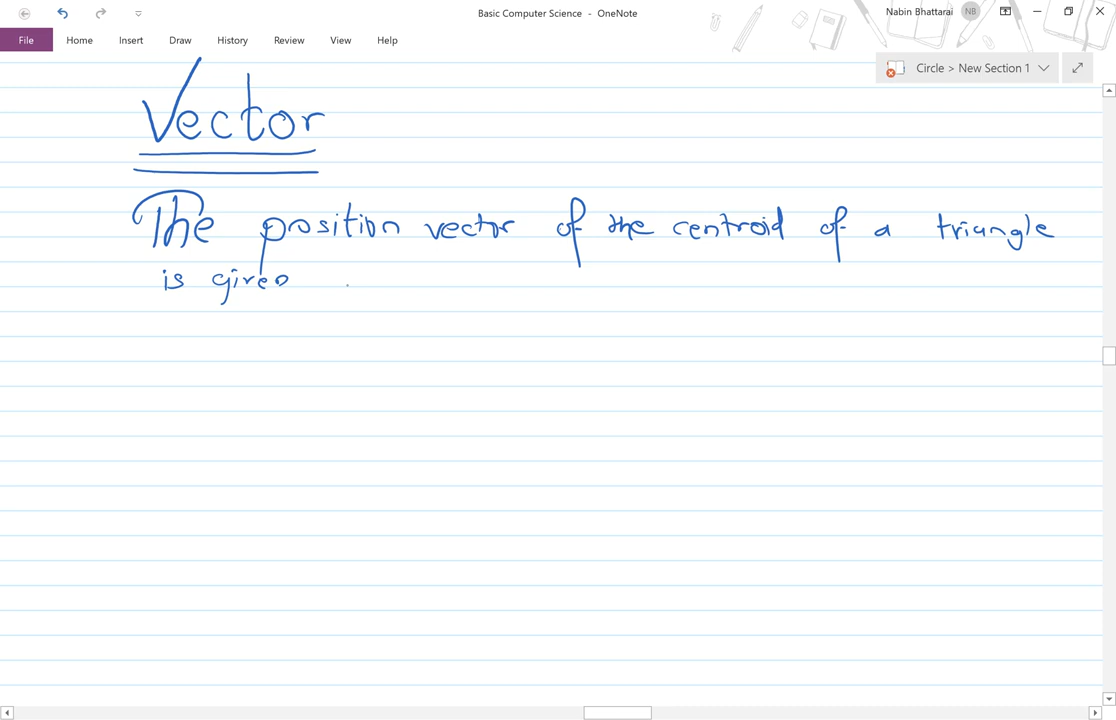 Basic Computer Science - OneNote
Nabin Bhattarai NB
File Home Insert Draw History Review View Help
Circle > New Section 1
Vector
The position vector of the centroid of a triangle
is given